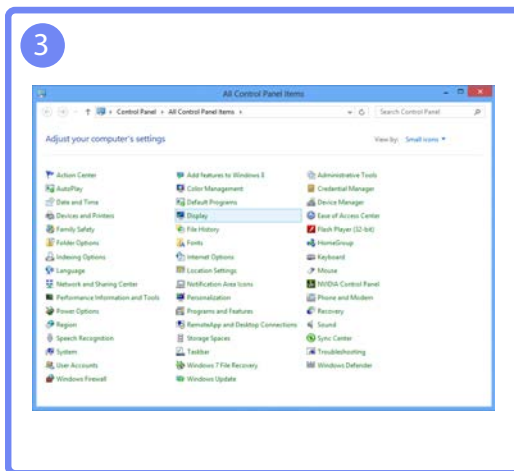 3
All Control Panel Items
Control Panel All Control Panel Items Search Control Panel
Adjust your computer's settings View by: Small icons
Action Center Add features to Windows 8 Administrative Tools
AutoPlay Color Management Credential Manager
Date and Time Default Programs Device Manager
Devices and Printers Display Ease of Access Center
Family Safety File History Flash Player (32-bit)
Folder Options Fonts HomeGroup
Indexing Options Internet Options Keyboard
Language Location Settings Mouse
Network and Sharing Center Notification Area Icons NVIDIA Control Panel
Performance Information and Tools Personalization Phone and Modem
Power Options Programs and Features Recovery
Region RemoteApp and Desktop Connections Sound
Speech Recognition Storage Spaces Sync Center
System Taskbar Troubleshooting
User Accounts Windows 7 File Recovery Windows Defender
Windows Firewall Windows Update